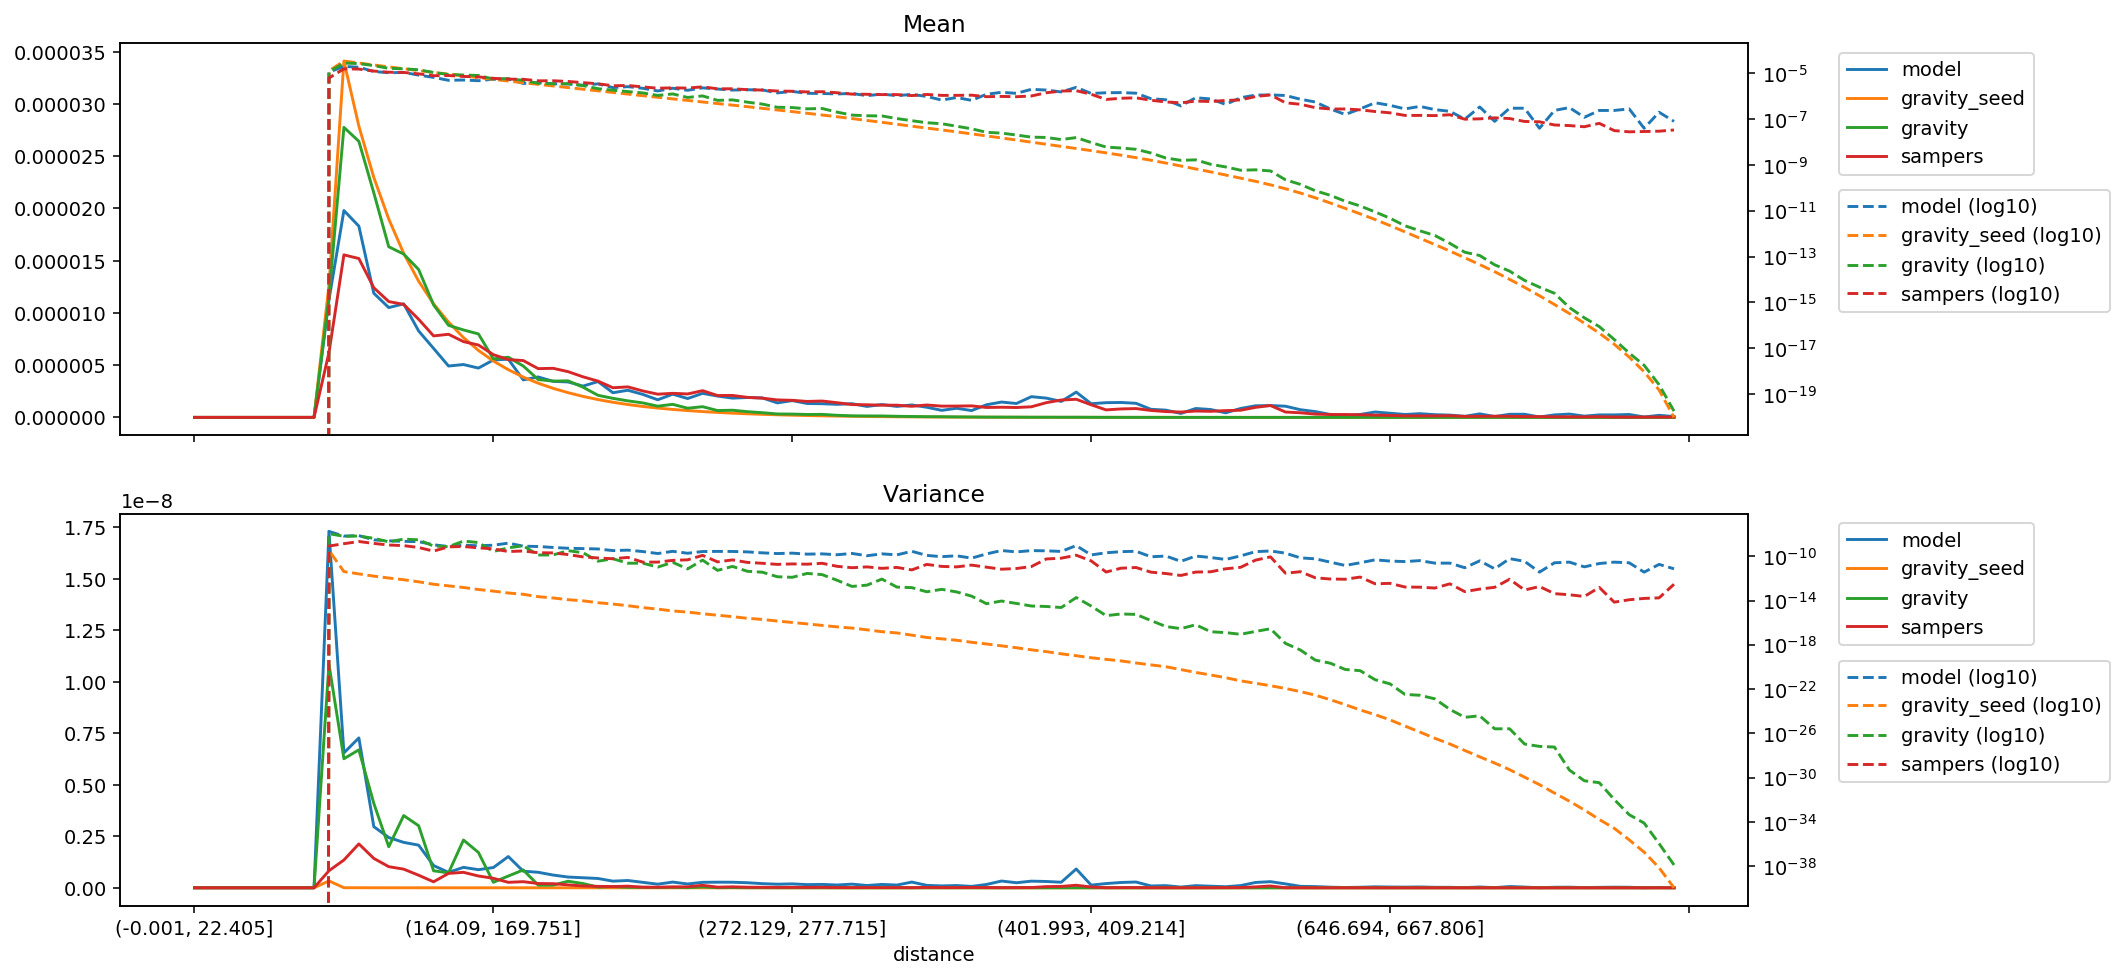 Mean
0.000035
0.000030
0.000025
0.000020
0.000015
0.000010
0.000005
0.000000
10⁻⁵
10⁻⁷
10⁻⁹
10⁻¹¹
10⁻¹³
10⁻¹⁵
10⁻¹⁷
10⁻¹⁹
model
gravity_seed
gravity
sampers
model (log10)
gravity_seed (log10)
gravity (log10)
sampers (log10)
Variance
1e−8
1.75
1.50
1.25
1.00
0.75
0.50
0.25
0.00
10⁻¹⁰
10⁻¹⁴
10⁻¹⁸
10⁻²²
10⁻²⁶
10⁻³⁰
10⁻³⁴
10⁻³⁸
model
gravity_seed
gravity
sampers
model (log10)
gravity_seed (log10)
gravity (log10)
sampers (log10)
(-0.001, 22.405] (164.09, 169.751] (272.129, 277.715] (401.993, 409.214] (646.694, 667.806]
distance